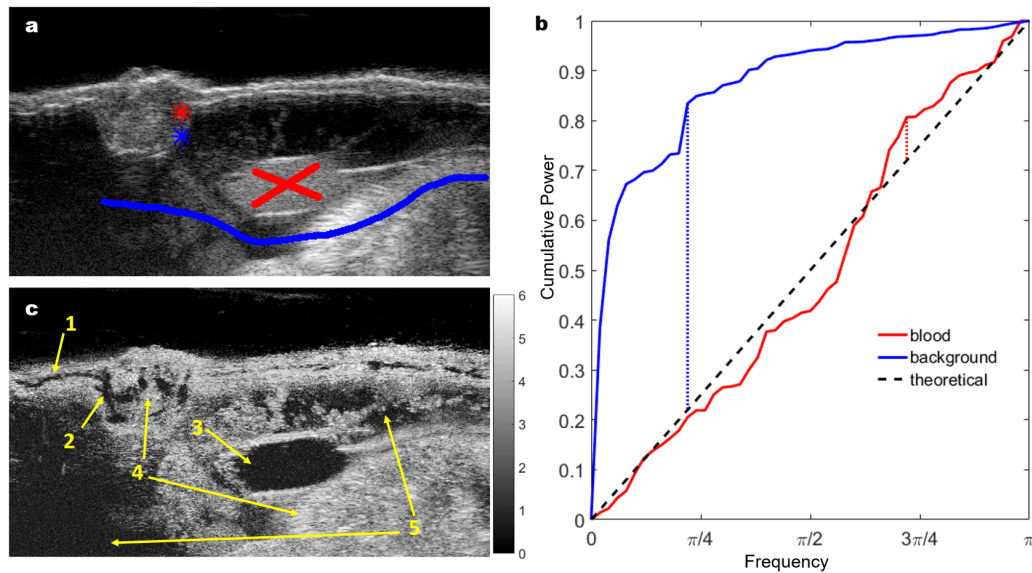 a
b
1
0.9
0.8
0.7
0.6
0.5
0.4
0.3
0.2
0.1
0
Cumulative Power
blood
background
theoretical
0
π/4
π/2
3π/4
π
Frequency
c
1
2
3
4
5
6
5
4
3
2
1
0